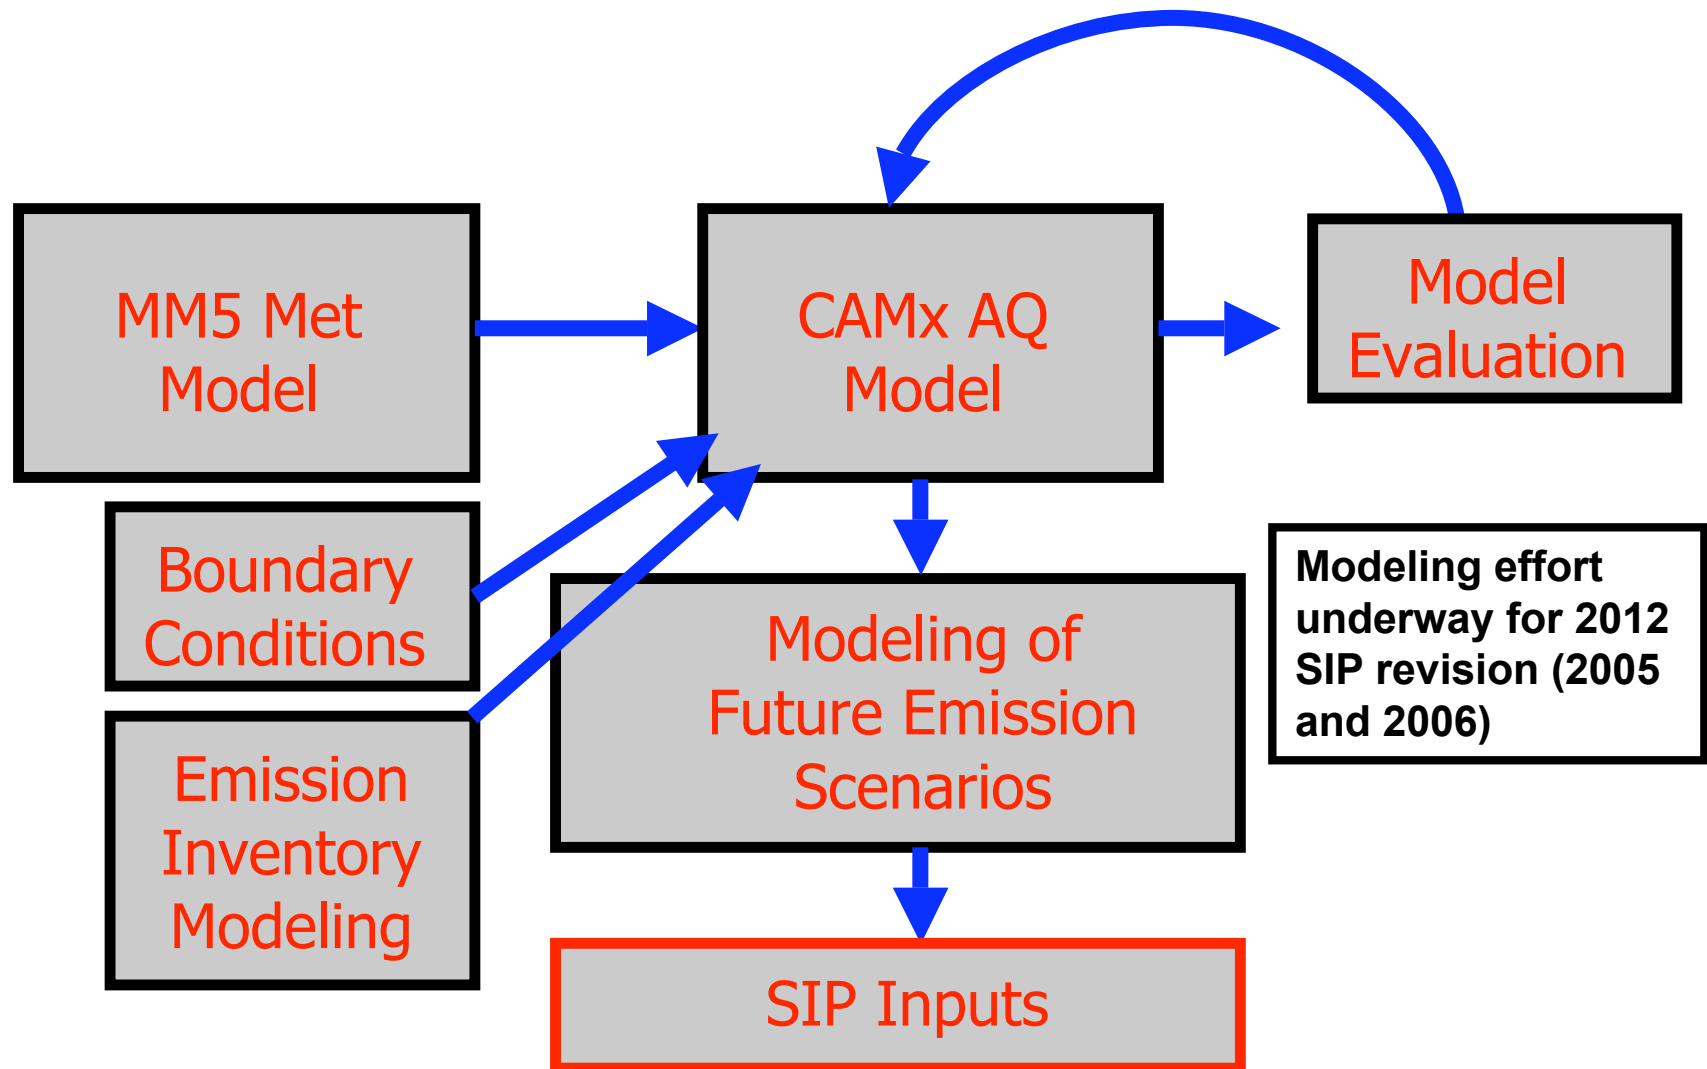 MM5 Met
Model
CAMx AQ
Model
Model
Evaluation
Boundary
Conditions
Emission
Inventory
Modeling
Modeling of
Future Emission
Scenarios
Modeling effort
underway for 2012
SIP revision (2005
and 2006)
SIP Inputs